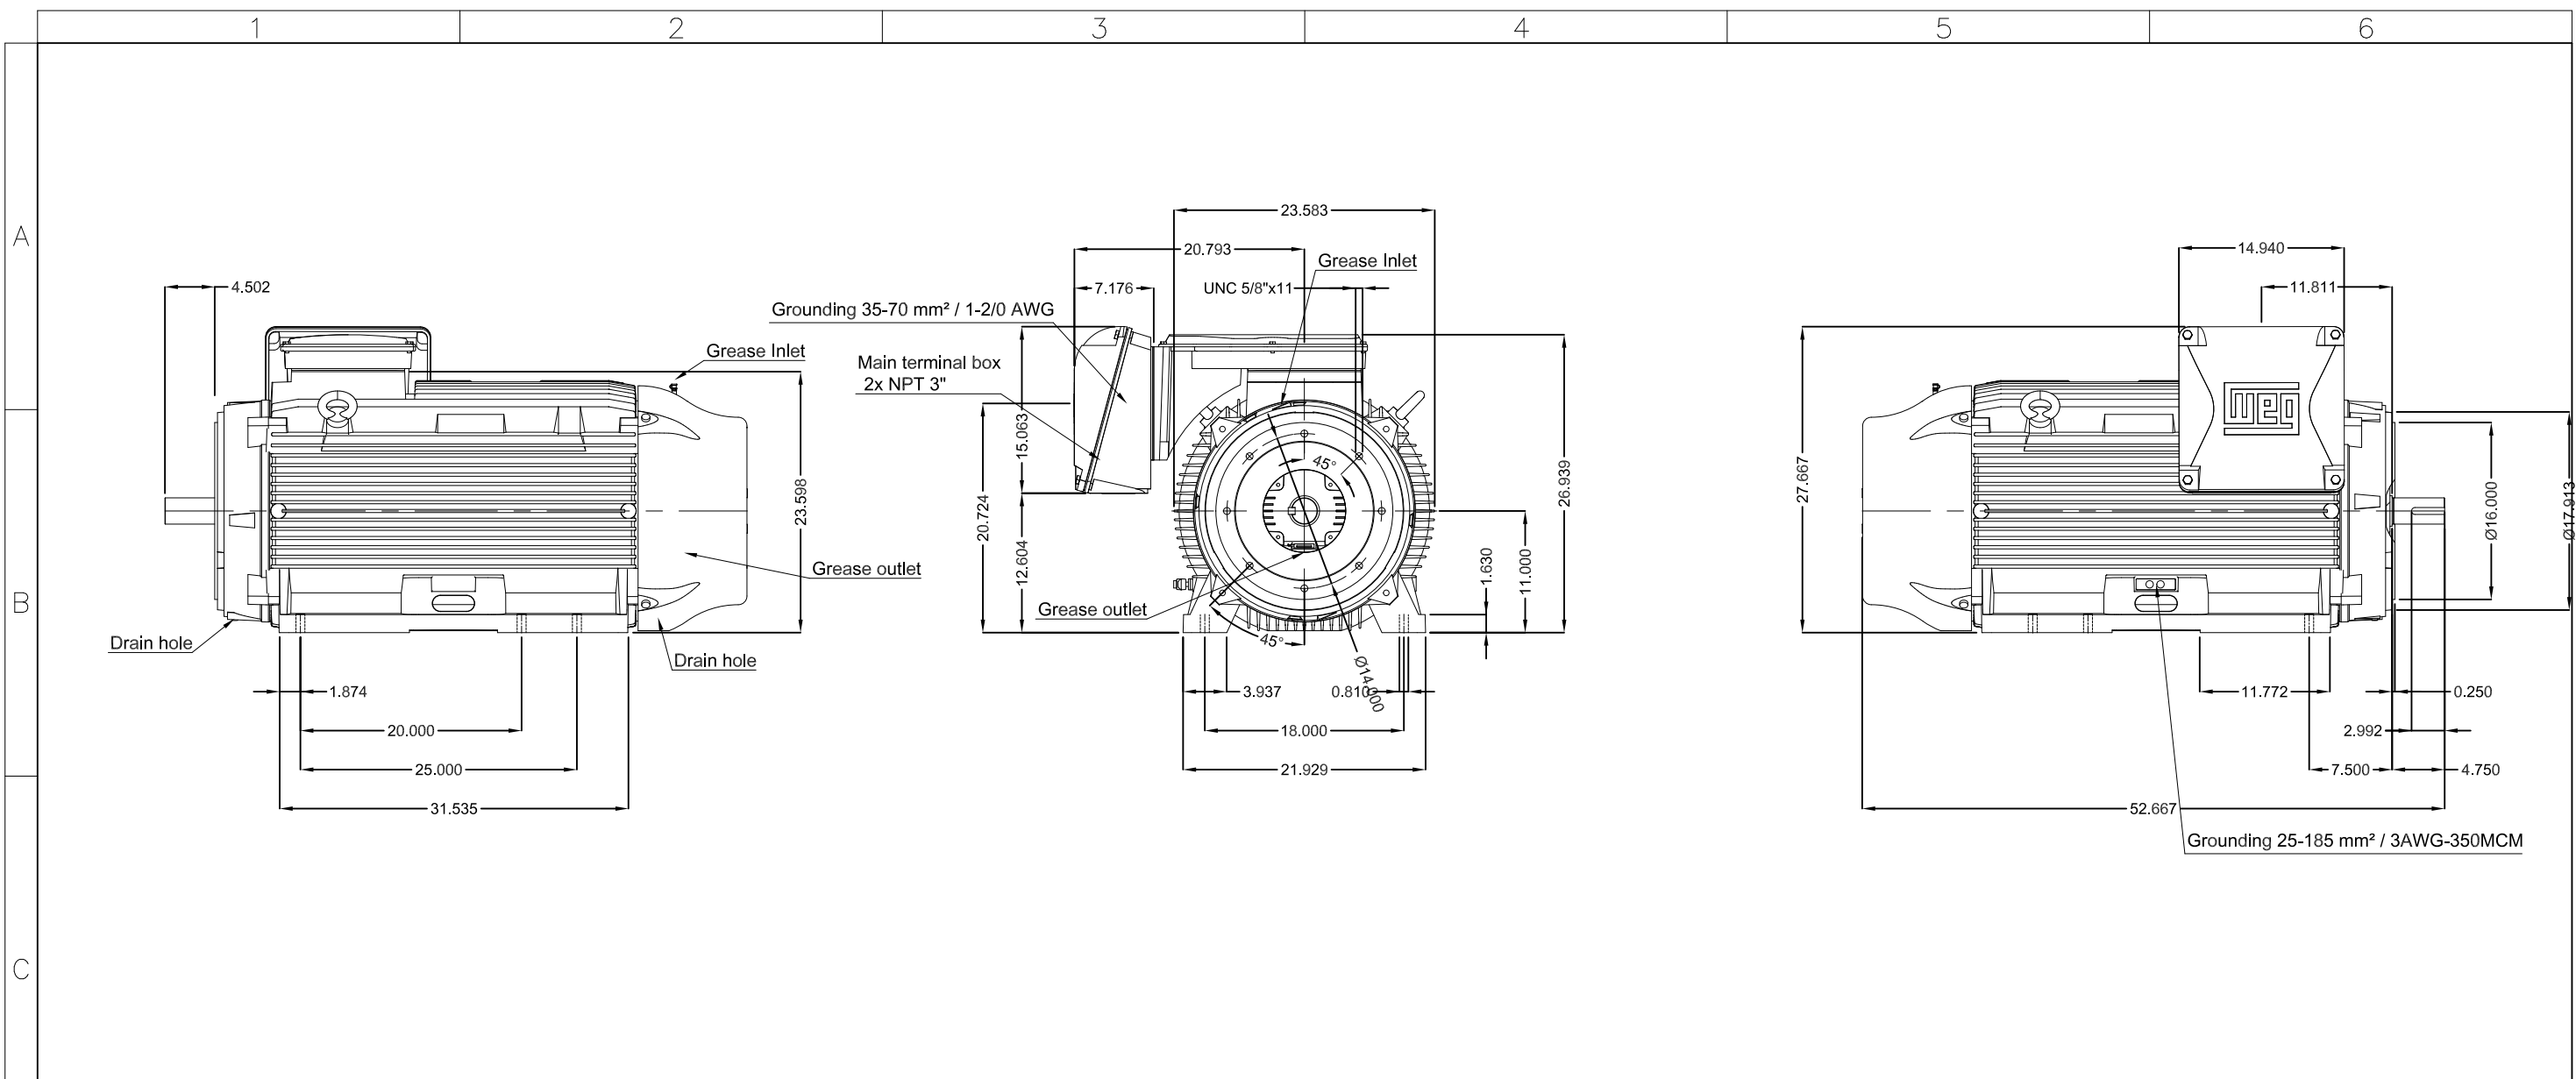 1
2
3
4
5
6
A
B
C
4.502
Grease Inlet
23.598
Grease outlet
Drain hole
Drain hole
1.874
20.000
25.000
31.535
23.583
20.793
Grease Inlet
7.176
UNC 5/8"x11
Grounding 35-70 mm² / 1-2/0 AWG
Main terminal box
2x NPT 3"
15.063
20.724
12.604
45°
26.939
1.630
11.000
Grease outlet
45°
Ø14.000
3.937
0.810
18.000
21.929
14.940
11.811
27.667
WEG
Ø16.000
Ø17.913
11.772
0.250
2.992
7.500
4.750
52.667
Grounding 25-185 mm² / 3AWG-350MCM